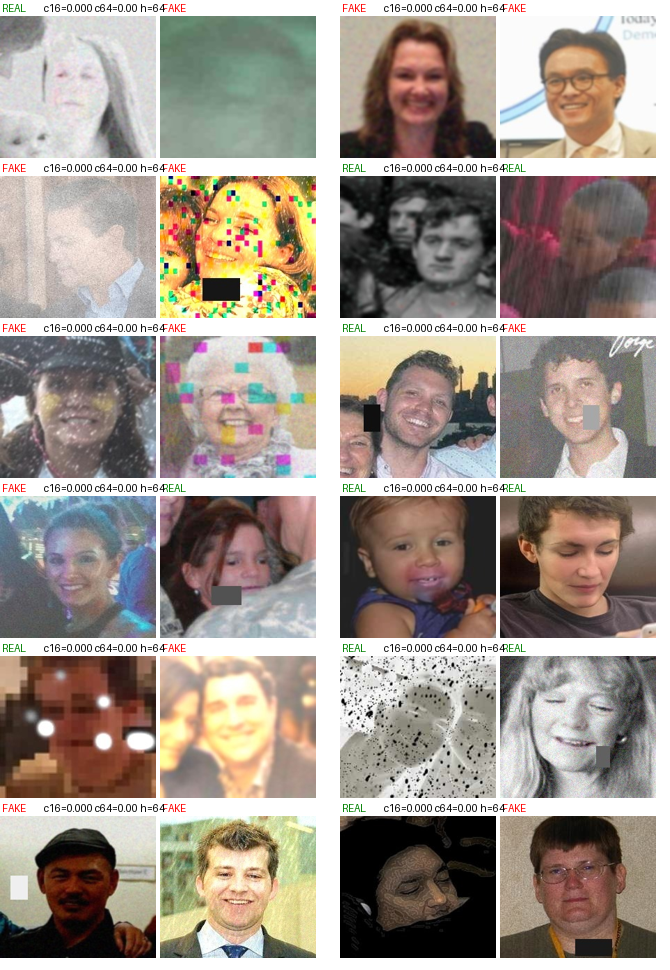 REAL c16=0.000 c64=0.00 h=64 FAKE FAKE c16=0.000 c64=0.00 h=64 FAKE
Today
Demo
FAKE c16=0.000 c64=0.00 h=64 FAKE REAL c16=0.000 c64=0.00 h=64 REAL
FAKE c16=0.000 c64=0.00 h=64 FAKE REAL c16=0.000 c64=0.00 h=64 FAKE
FAKE c16=0.000 c64=0.00 h=64 REAL REAL c16=0.000 c64=0.00 h=64 REAL
REAL c16=0.000 c64=0.00 h=64 FAKE REAL c16=0.000 c64=0.00 h=64 REAL
FAKE c16=0.000 c64=0.00 h=64 FAKE REAL c16=0.000 c64=0.00 h=64 FAKE